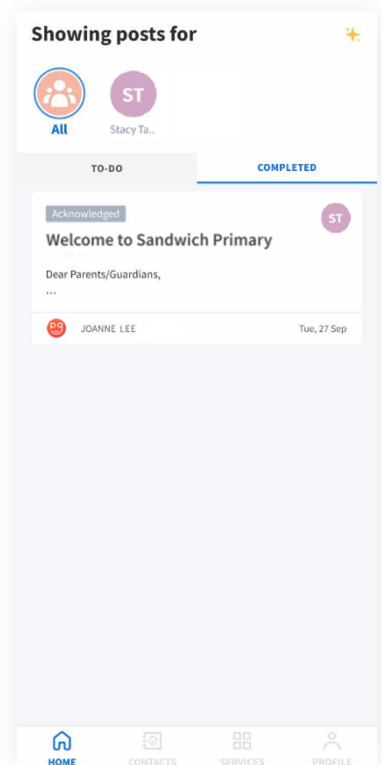 Showing posts for
ST
All
Stacy Ta..
TO-DO
COMPLETED
Acknowledged
ST
Welcome to Sandwich Primary
Dear Parents/Guardians,
...
JOANNE LEE
Tue, 27 Sep
HOME
CONTACTS
SERVICES
PROFILE